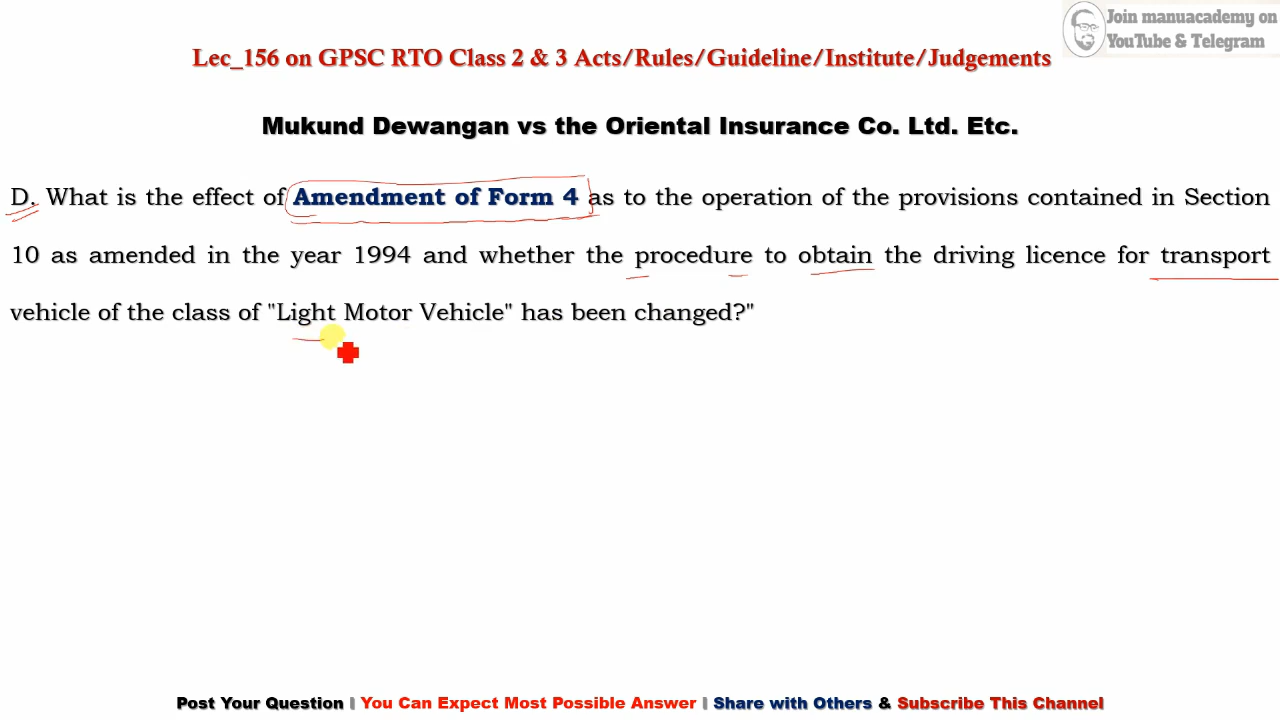 Join manuacademy on
YouTube & Telegram
Lec_156 on GPSC RTO Class 2 & 3 Acts/Rules/Guideline/Institute/Judgements
Mukund Dewangan vs the Oriental Insurance Co. Ltd. Etc.
D. What is the effect of Amendment of Form 4 as to the operation of the provisions contained in Section
10 as amended in the year 1994 and whether the procedure to obtain the driving licence for transport
vehicle of the class of "Light Motor Vehicle" has been changed?"
Post Your Question | You Can Expect Most Possible Answer | Share with Others & Subscribe This Channel